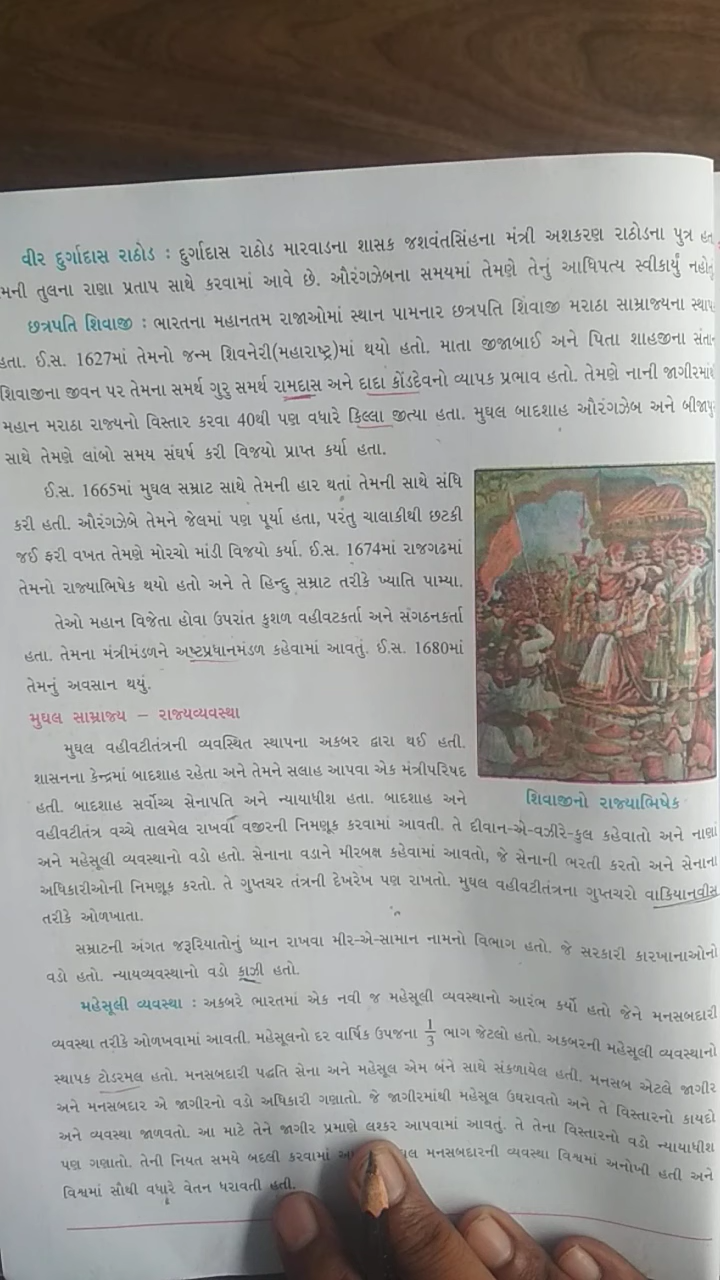 વીર દુર્ગાદાસ રાઠોડ : દુર્ગાદાસ રાઠોડ મારવાડના શાસક જશવંતસિંહના મંત્રી અશકરણ રાઠોડના પુત્ર
મની તુલના રાણા પ્રતાપ સાથે કરવામાં આવે છે. ઔરંગઝેબના સમયમાં તેમણે તેનું આધિપત્ય સ્વીકાર્યું
છત્રપતિ શિવાજી : ભારતના મહાનતમ રાજાઓમાં સ્થાન પામનાર છત્રપતિ શિવાજી મરાઠા સામ્રાજ્યના
હતા. ઈ.સ. 1627માં તેમનો જન્મ શિવનેરી(મહારાષ્ટ્ર)માં થયો હતો. માતા જીજાબાઈ અને પિતા શાહજીના
શિવાજીના જીવન પર તેમના સમર્થ ગુરુ સમર્થ રામદાસ અને દાદા કોંડદેવનો વ્યાપક પ્રભાવ હતો. તેમણે નાની
મહાન મરાઠા રાજ્યનો વિસ્તાર કરવા 40થી પણ વધારે કિલ્લા જીત્યા હતા. મુઘલ બાદશાહ ઔરંગઝેબ અને
સાથે તેમણે લાંબો સમય સંઘર્ષ કરી વિજયો પ્રાપ્ત કર્યા હતા.
ઈ.સ. 1665માં મુઘલ સમ્રાટ સાથે તેમની હાર થતાં તેમની સાથે સંધિ
કરી હતી. ઔરંગઝેબે તેમને જેલમાં પણ પૂર્યા હતા, પરંતુ ચાલાકીથી છટકી
જઈ ફરી વખત તેમણે મોરચો માંડી વિજયો કર્યા. ઈ.સ. 1674માં રાજગઢમાં
તેમનો રાજ્યાભિષેક થયો હતો અને તે હિન્દુ સમ્રાટ તરીકે ખ્યાતિ પામ્યા.
તેઓ મહાન વિજેતા હોવા ઉપરાંત કુશળ વહીવટકર્તા અને સંગઠનકર્તા
હતા. તેમના મંત્રીમંડળને અષ્ટપ્રધાનમંડળ કહેવામાં આવતું. ઈ.સ. 1680માં
તેમનું અવસાન થયું.
મુઘલ સામ્રાજ્ય – રાજ્યવ્યવસ્થા
મુઘલ વહીવટીતંત્રની વ્યવસ્થિત સ્થાપના અકબર દ્વારા થઈ હતી.
શાસનના કેન્દ્રમાં બાદશાહ રહેતા અને તેમને સલાહ આપવા એક મંત્રીપરિષદ
હતી. બાદશાહ સર્વોચ્ચ સેનાપતિ અને ન્યાયાધીશ હતા. બાદશાહ અને
શિવાજીનો રાજ્યાભિષેક
વહીવટીતંત્ર વચ્ચે તાલમેલ રાખવા વજીરની નિમણૂક કરવામાં આવતી. તે દીવાન-એ-વઝીરે-કુલ કહેવાતો અને નાણાં
અને મહેસૂલી વ્યવસ્થાનો વડો હતો. સેનાના વડાને મીરબક્ષ કહેવામાં આવતો, જે સેનાની ભરતી કરતો અને સેનાના
અધિકારીઓની નિમણૂક કરતો. તે ગુપ્તચર તંત્રની દેખરેખ પણ રાખતો. મુઘલ વહીવટીતંત્રના ગુપ્તચરો વાકિયાનવીસ
તરીકે ઓળખાતા.
સમ્રાટની અંગત જરૂરિયાતોનું ધ્યાન રાખવા મીર-એ-સામાન નામનો વિભાગ હતો. જે સરકારી કારખાનાઓનો
વડો હતો. ન્યાયવ્યવસ્થાનો વડો કાઝી હતો.
મહેસૂલી વ્યવસ્થા : અકબરે ભારતમાં એક નવી જ મહેસૂલી વ્યવસ્થાનો આરંભ કર્યો હતો જેને મનસબદારી
વ્યવસ્થા તરીકે ઓળખવામાં આવતી. મહેસૂલનો દર વાર્ષિક ઉપજના 1/3 ભાગ જેટલો હતો. અકબરની મહેસૂલી વ્યવસ્થાનો
સ્થાપક ટોડરમલ હતો. મનસબદારી પદ્ધતિ સેના અને મહેસૂલ એમ બંને સાથે સંકળાયેલ હતી. મનસબ એટલે જાગીર
અને મનસબદાર એ જાગીરનો વડો અધિકારી ગણાતો. જે જાગીરમાંથી મહેસૂલ ઉઘરાવતો અને તે વિસ્તારનો કાયદો
અને વ્યવસ્થા જાળવતો. આ માટે તેને જાગીર પ્રમાણે લશ્કર આપવામાં આવતું. તે તેના વિસ્તારનો વડો ન્યાયાધીશ
પણ ગણાતો. તેની નિયત સમયે બદલી કરવામાં મનસબદારની વ્યવસ્થા વિશ્વમાં અનોખી હતી અને
વિશ્વમાં સૌથી વધારે વેતન ધરાવતી હતી.